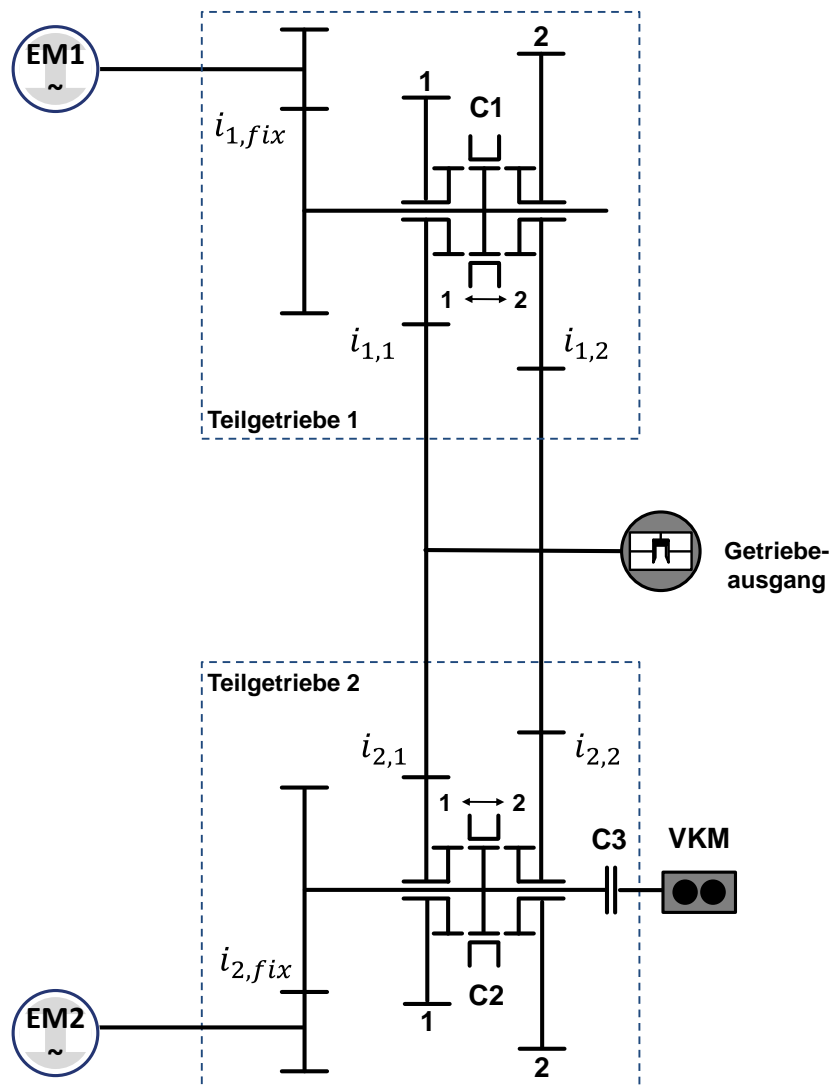 EM1
~
2
1
C1
i1,fix
1 ↔ 2
i1,1
i1,2
Teilgetriebe 1
Getriebe-
ausgang
Teilgetriebe 2
i2,1
i2,2
1 ↔ 2
C3
VKM
i2,fix
C2
1
EM2
~
2